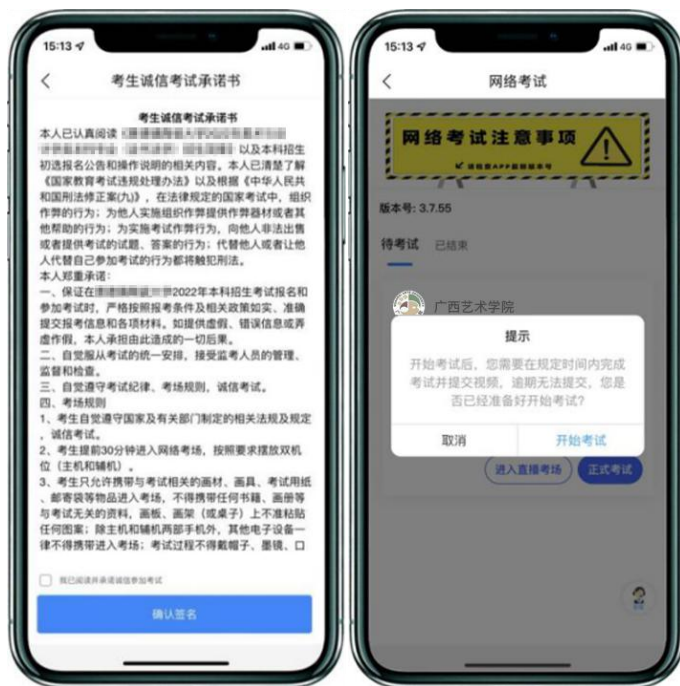 15:13
4G
考生诚信考试承诺书
考生诚信考试承诺书
本人已认真阅读
以及本科招生
初选报名公告和操作说明的相关内容。本人已清楚了解
《国家教育考试违规处理办法》以及根据《中华人民共
和国刑法修正案(九)》，在法律规定的国家考试中，组织
作弊的行为；为他人实施组织作弊提供作弊器材或者其
他帮助的行为；为实施考试作弊行为，向他人非法出售
或者提供考试的试题、答案的行为；代替他人或者让他
人代替自己参加考试的行为都将触犯刑法。
本人郑重承诺：
一、保证在
2022年本科招生考试报名和
参加考试时，严格按照报考条件及相关政策如实、准确
提交报考信息和各项材料。如提供虚假、错误信息或弄
虚作假，本人承担由此造成的一切后果。
二、自觉服从考试的统一安排，接受监考人员的管理、
监督和检查。
三、自觉遵守考试纪律、考场规则，诚信考试。
四、考场规则
1、考生自觉遵守国家及有关部门制定的相关法规及规定
，诚信考试。
2、考生提前30分钟进入网络考场，按照要求摆放双机
位（主机和辅机）。
3、考生只允许携带与考试相关的画材、画具、考试用纸
、邮寄袋等物品进入考场，不得携带任何书籍、画册等
与考试无关的资料，画板、画架（或桌子）上不准粘贴
任何图案；除主机和辅机两部手机外，其他电子设备一
律不得携带进入考场；考试过程不得戴帽子、墨镜、口
我已阅读并承诺诚信参加考试
确认签名
15:13
4G
网络考试
网络考试注意事项
请检查APP最新版本号
版本号: 3.7.55
待考试 已结束
广西艺术学院
提示
开始考试后，您需要在规定时间内完成
考试并提交视频，逾期无法提交，您是
否已经准备好开始考试?
取消 开始考试
进入直播考场 正式考试